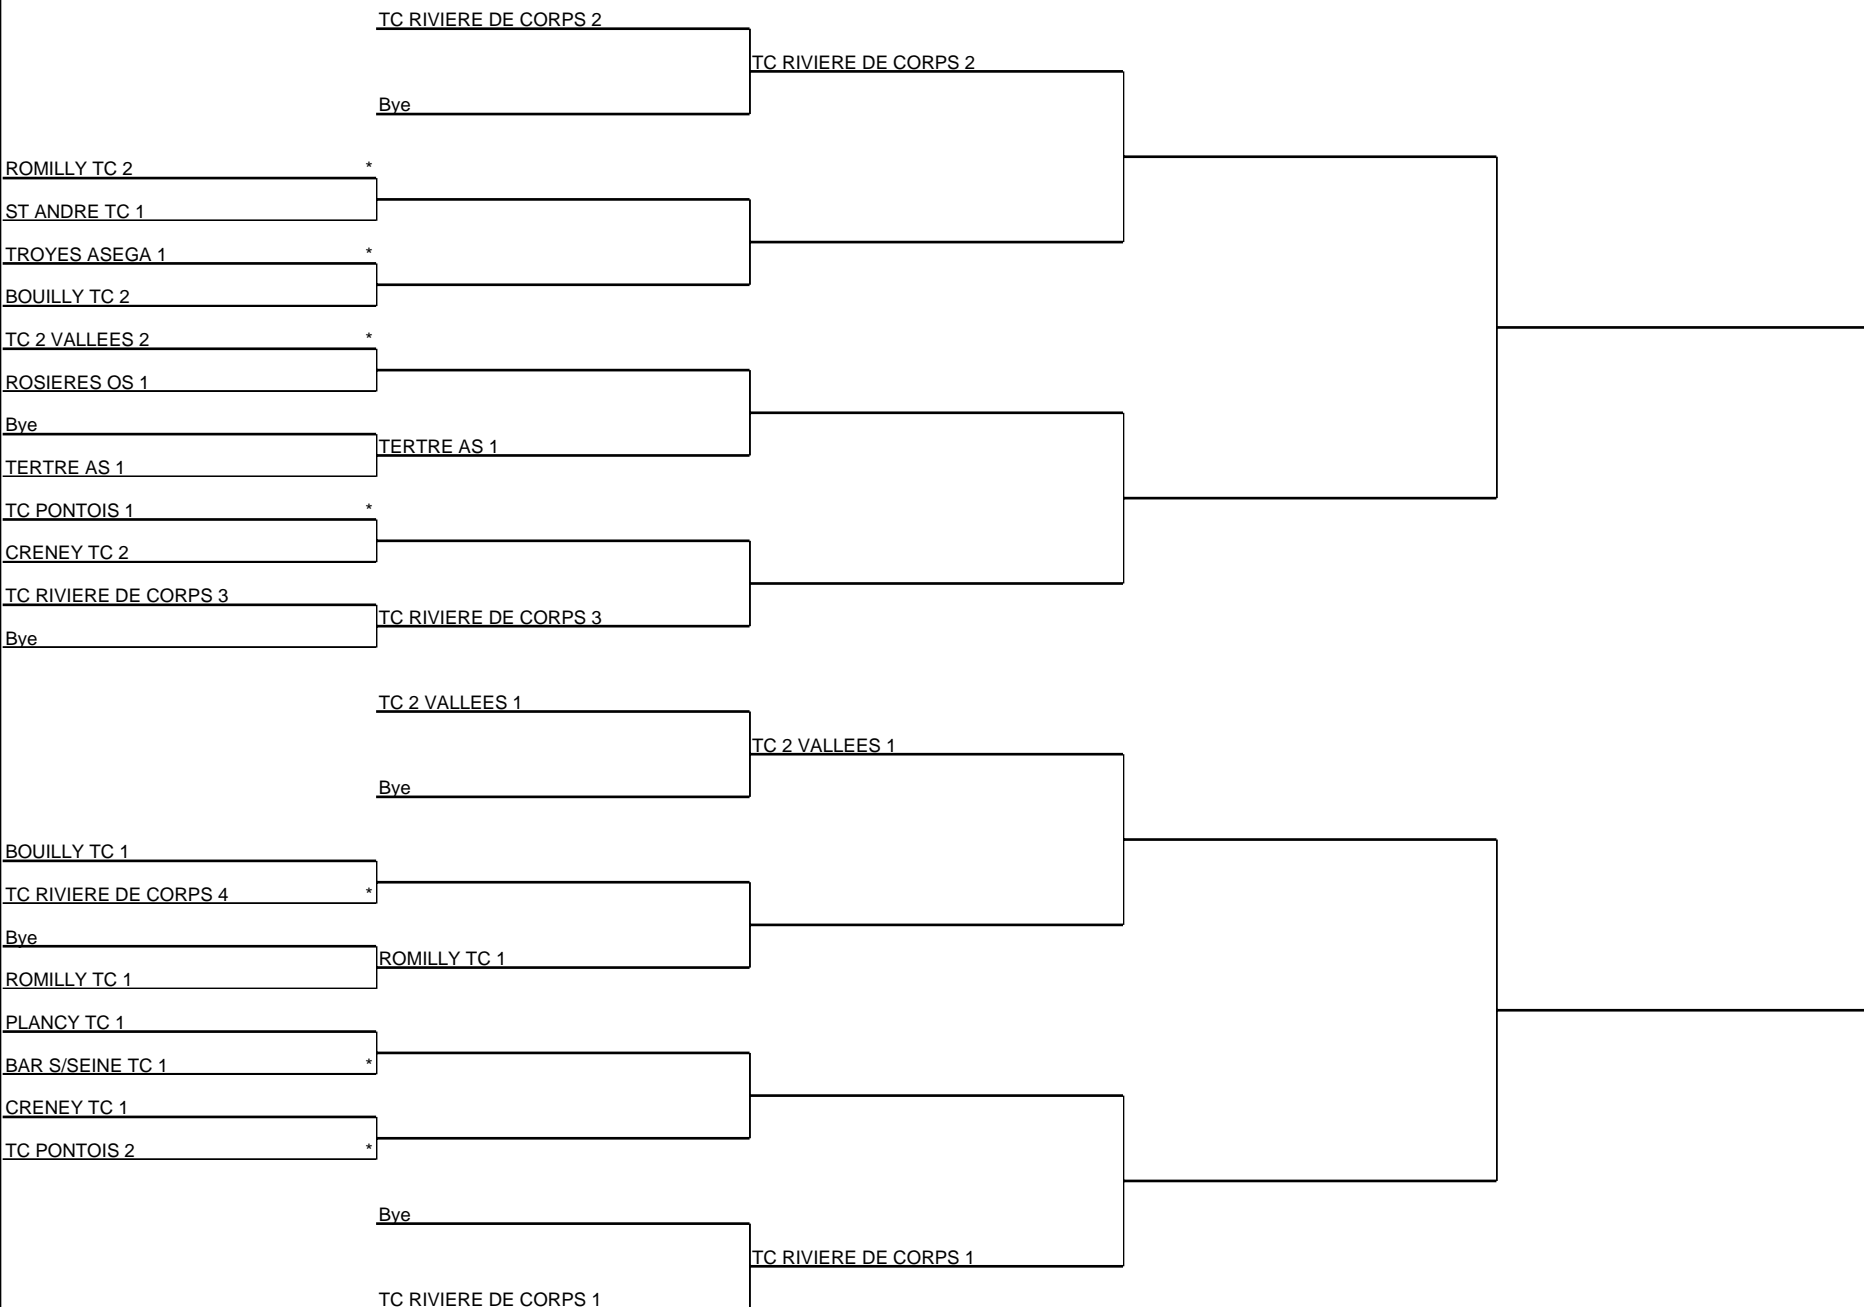 TC RIVIERE DE CORPS 2
TC RIVIERE DE CORPS 2
Bye
ROMILLY TC 2 *
ST ANDRE TC 1
TROYES ASEGA 1 *
BOUILLY TC 2
TC 2 VALLEES 2 *
ROSIERES OS 1
Bye
TERTRE AS 1
TERTRE AS 1
TC PONTOIS 1 *
CRENEY TC 2
TC RIVIERE DE CORPS 3
TC RIVIERE DE CORPS 3
Bye
TC 2 VALLEES 1
TC 2 VALLEES 1
Bye
BOUILLY TC 1
TC RIVIERE DE CORPS 4 *
Bye
ROMILLY TC 1
ROMILLY TC 1
PLANCY TC 1
BAR S/SEINE TC 1 *
CRENEY TC 1
TC PONTOIS 2 *
Bye
TC RIVIERE DE CORPS 1
TC RIVIERE DE CORPS 1